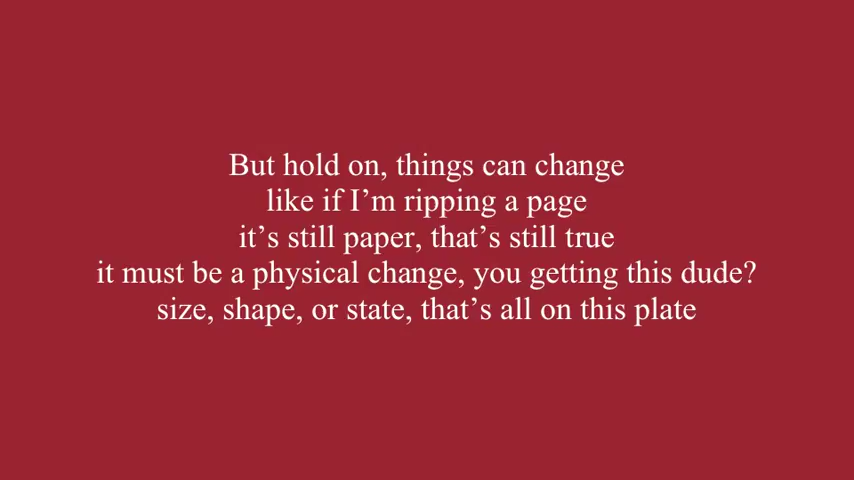 But hold on, things can change
like if I’m ripping a page
it’s still paper, that’s still true
it must be a physical change, you getting this dude?
size, shape, or state, that’s all on this plate